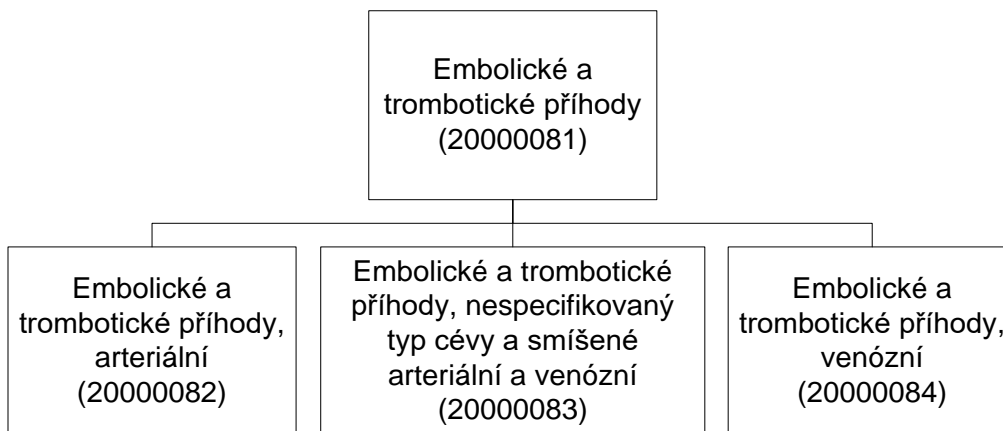 Embolické a
trombotické příhody
(20000081)
Embolické a
trombotické příhody,
arteriální
(20000082)
Embolické a trombotické
příhody, nespecifikovaný
typ cévy a smíšené
arteriální a venózní
(20000083)
Embolické a
trombotické příhody,
venózní
(20000084)